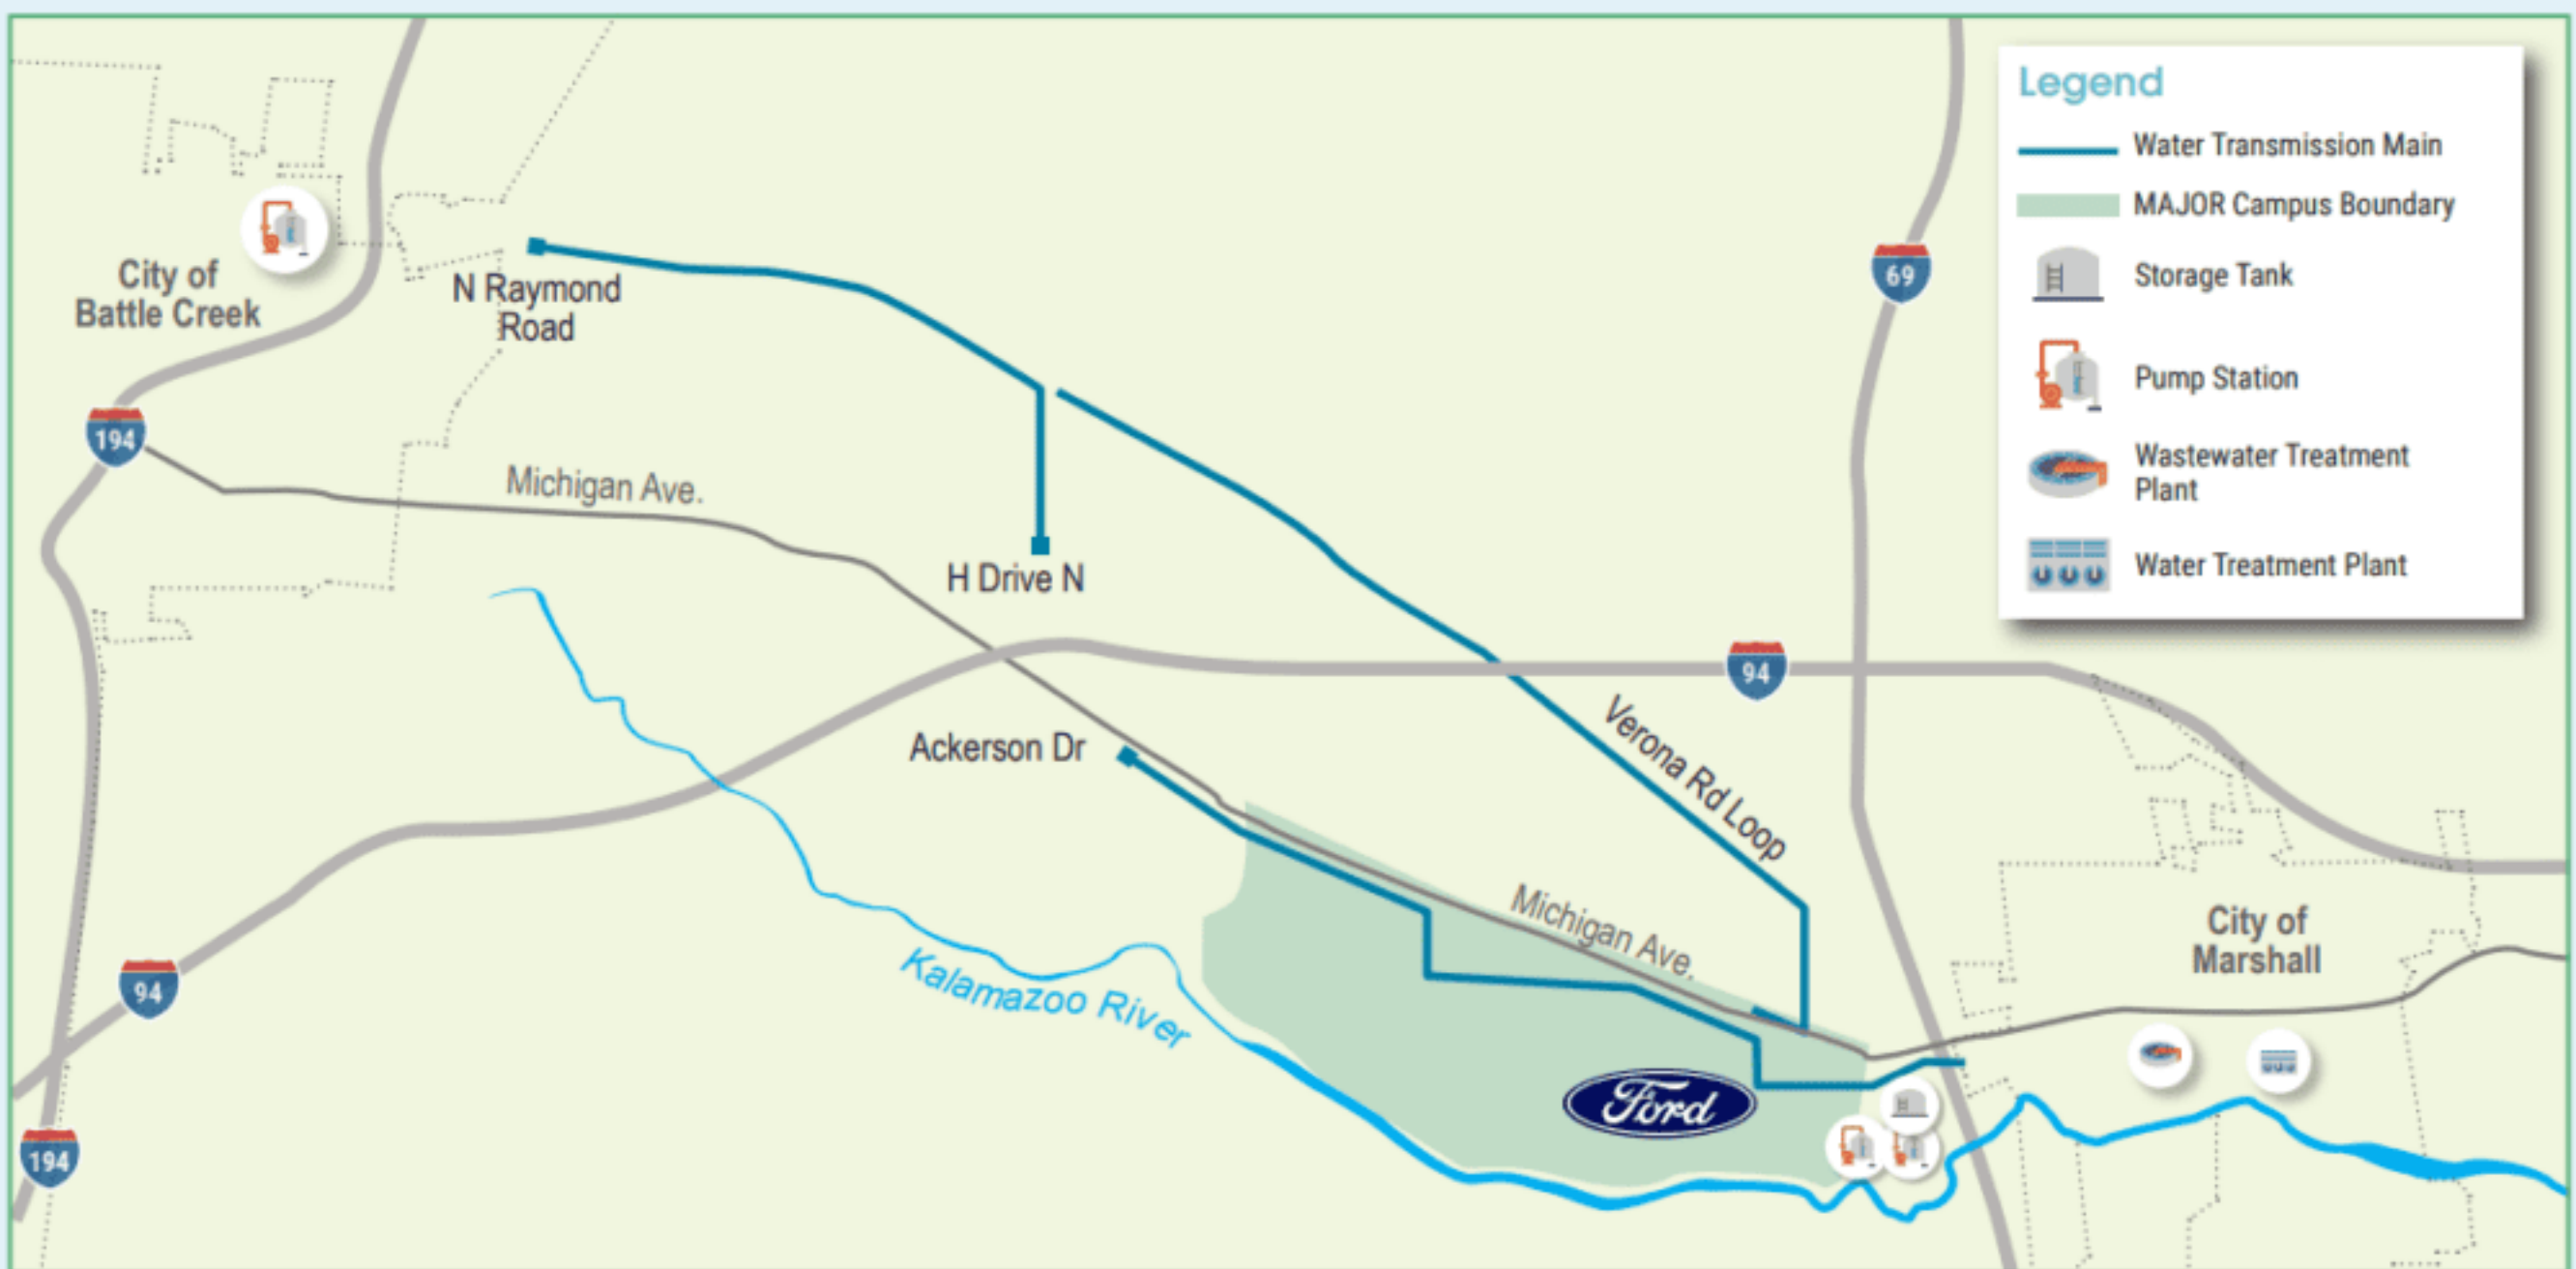 Legend
Water Transmission Main
MAJOR Campus Boundary
Storage Tank
Pump Station
Wastewater Treatment
Plant
Water Treatment Plant
City of
Battle Creek
N Raymond
Road
69
194
Michigan Ave.
H Drive N
94
Ackerson Dr
Verona Rd Loop
Michigan Ave.
City of
Marshall
Kalamazoo River
94
Ford
194